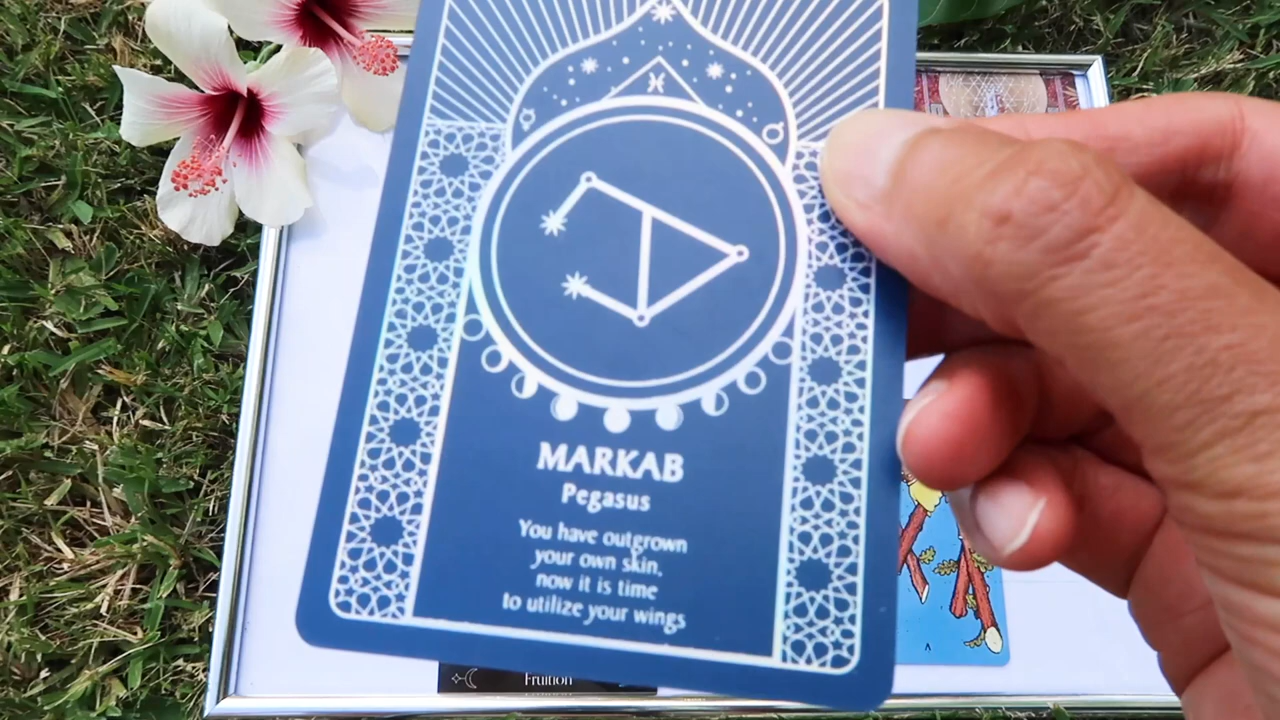 MARKAB
Pegasus
You have outgrown
your own skin,
now it is time
to utilize your wings
Fruition